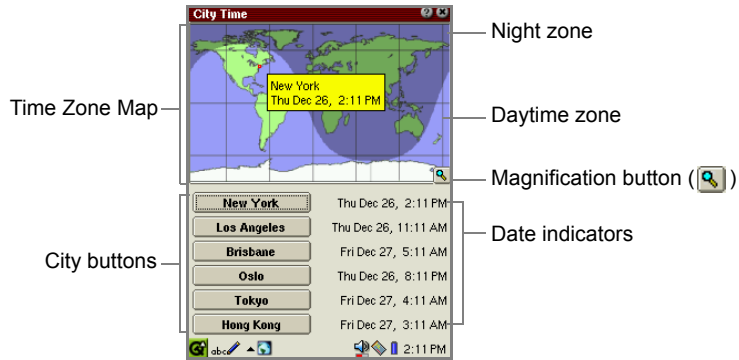 City Time
Night zone
New York
Thu Dec 26, 2:11 PM
Time Zone Map
Daytime zone
Magnification button ( )
New York Thu Dec 26, 2:11 PM
Los Angeles Thu Dec 26, 11:11 AM
Date indicators
Brisbane Fri Dec 27, 5:11 AM
City buttons
Oslo Thu Dec 26, 8:11 PM
Tokyo Fri Dec 27, 4:11 AM
Hong Kong Fri Dec 27, 3:11 AM
abc 2:11 PM